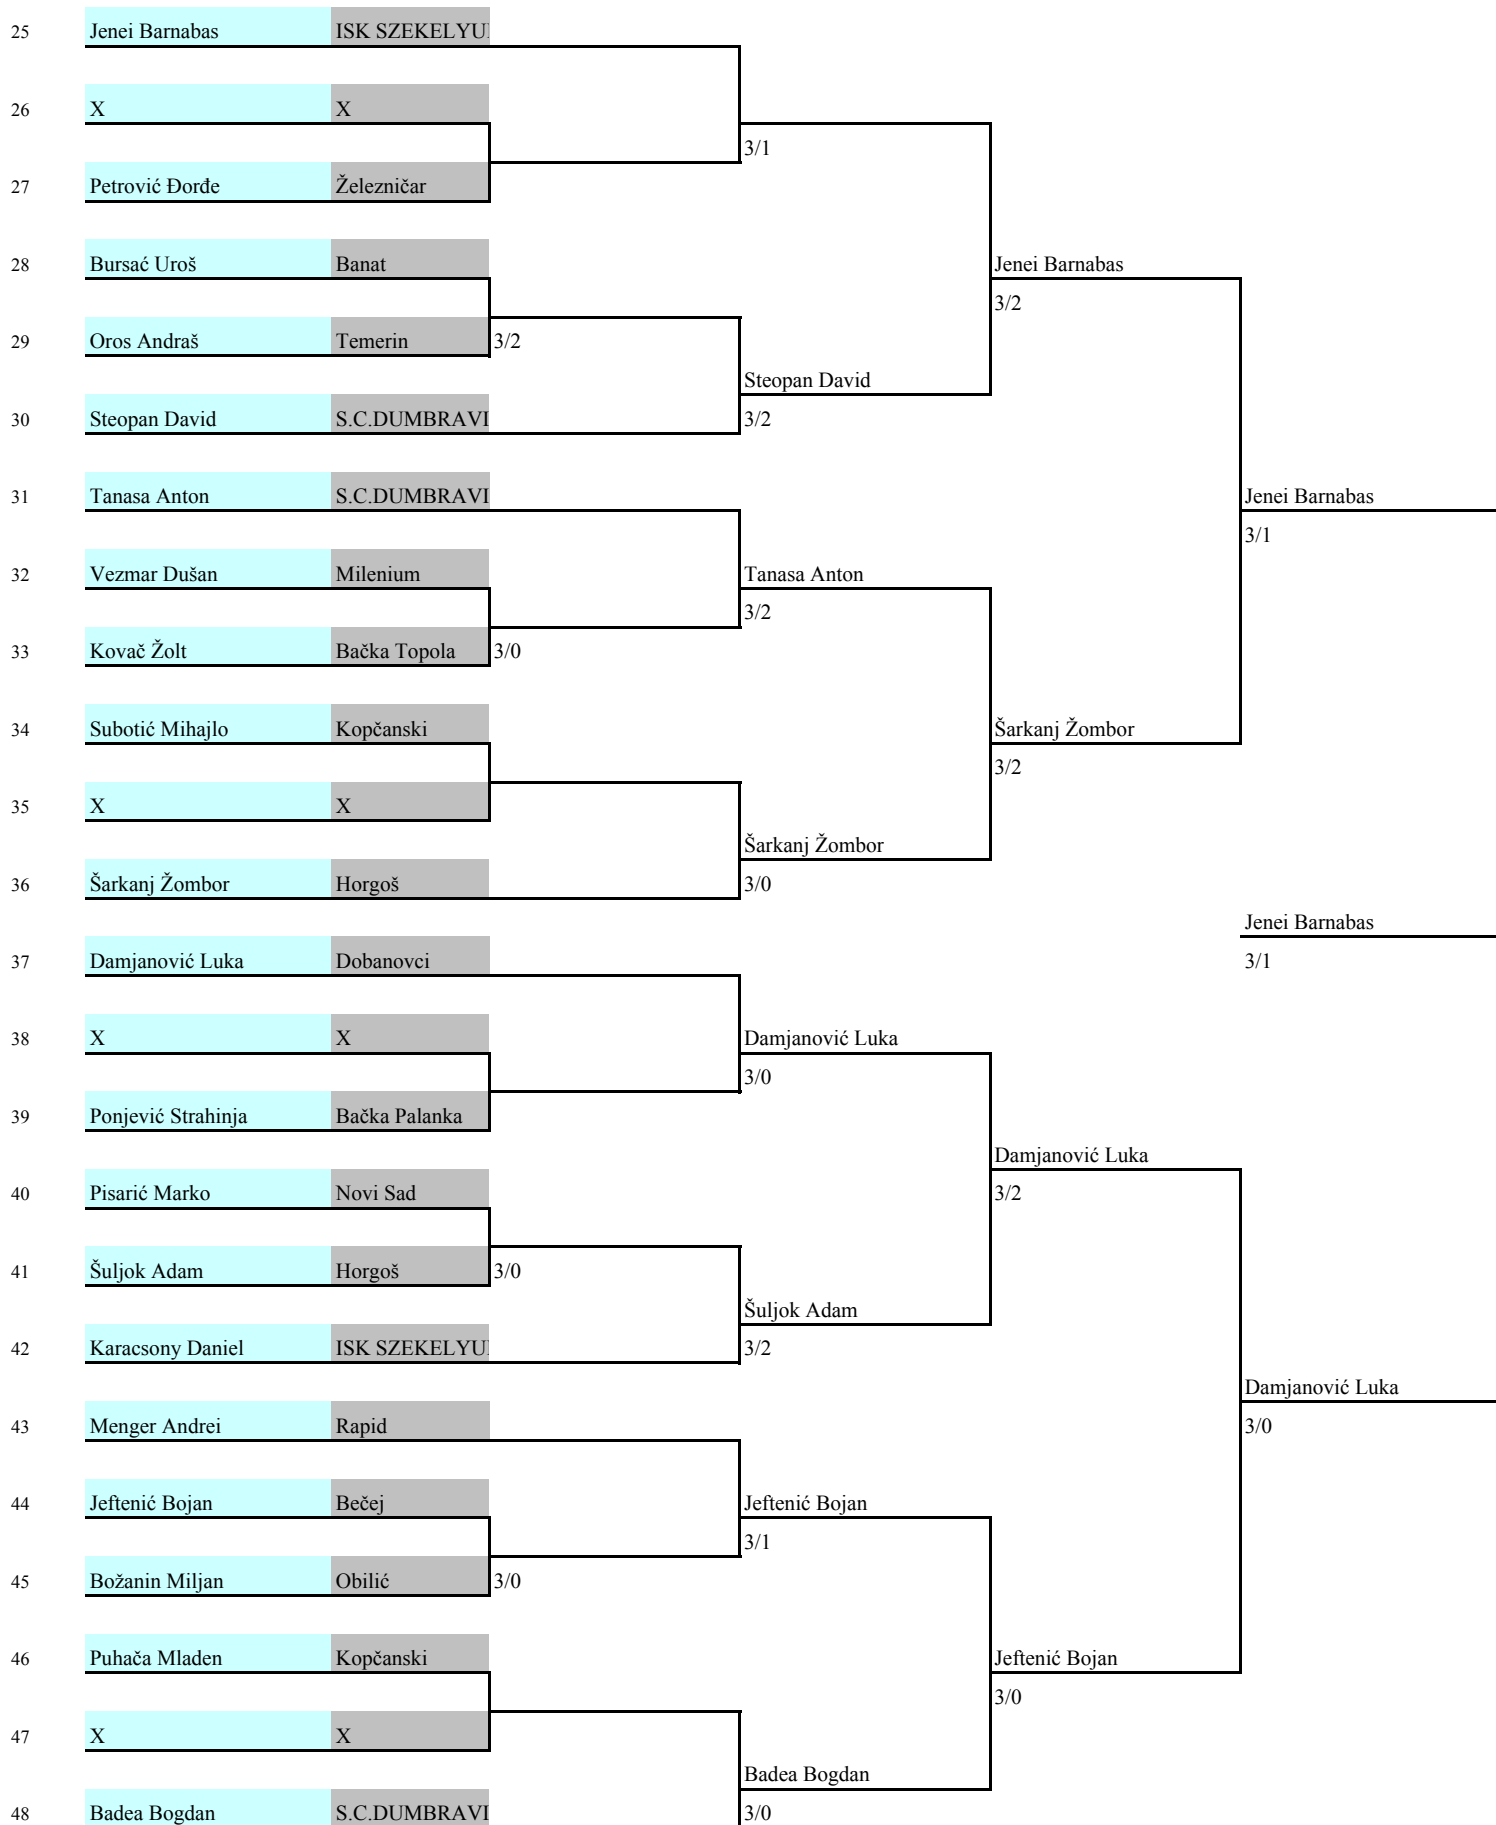 25 Jenei Barnabas ISK SZEKELYU
26 X X
3/1
27 Petrović Đorđe Železničar
28 Bursać Uroš Banat Jenei Barnabas
3/2
29 Oros Andraš Temerin 3/2
Steopan David
30 Steopan David S.C.DUMBRAVI 3/2
31 Tanasa Anton S.C.DUMBRAVI Jenei Barnabas
3/1
32 Vezmar Dušan Milenium Tanasa Anton
3/2
33 Kovač Žolt Bačka Topola 3/0
34 Subotić Mihajlo Kopčanski Šarkanj Žombor
3/2
35 X X
Šarkanj Žombor
36 Šarkanj Žombor Horgoš 3/0
Jenei Barnabas
37 Damjanović Luka Dobanovci 3/1
38 X X Damjanović Luka
3/0
39 Ponjević Strahinja Bačka Palanka
Damjanović Luka
40 Pisarić Marko Novi Sad 3/2
41 Šuljok Adam Horgoš 3/0
Šuljok Adam
42 Karacsony Daniel ISK SZEKELYU 3/2
Damjanović Luka
43 Menger Andrei Rapid 3/0
44 Jeftenić Bojan Bečej Jeftenić Bojan
3/1
45 Božanin Miljan Obilić 3/0
46 Puhača Mladen Kopčanski Jeftenić Bojan
3/0
47 X X
Badea Bogdan
48 Badea Bogdan S.C.DUMBRAVI 3/0